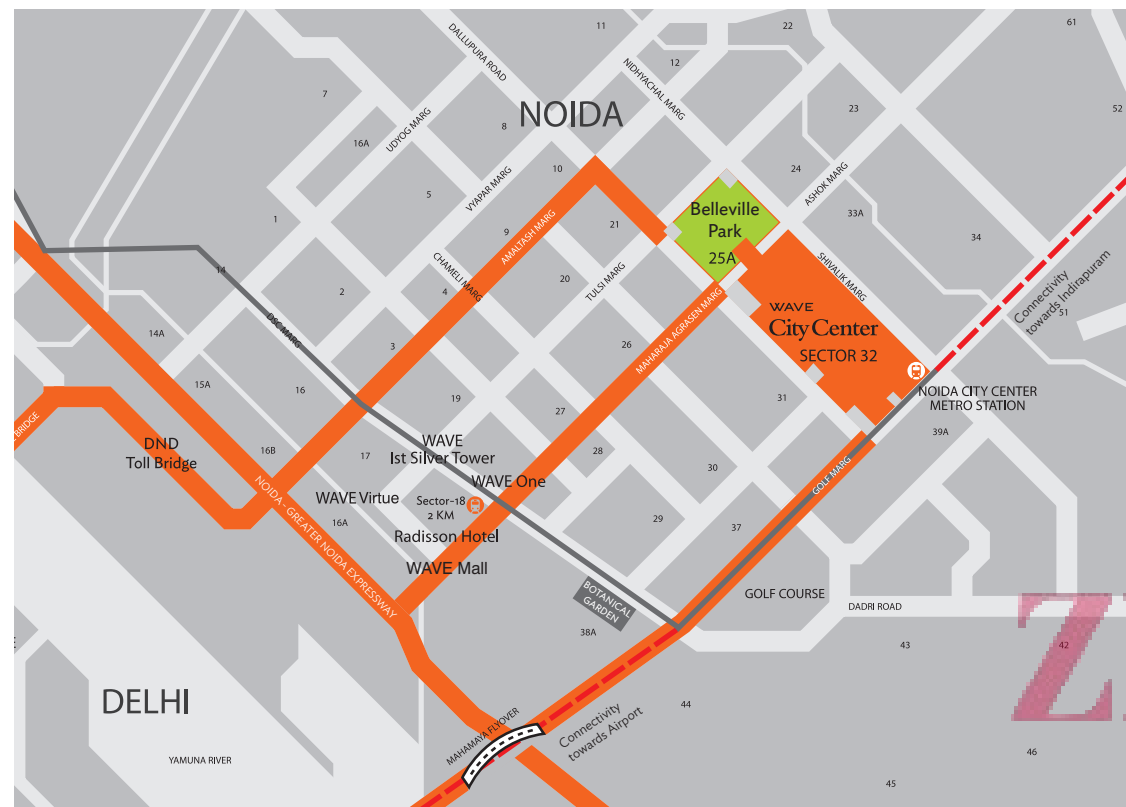 11
22
61
DALLUPURA ROAD
12
NIDHYACHAL MARG
7
NOIDA
23
52
8
16A
UDYOG MARG
10
24
ASHOK MARG
5
VYAPAR MARG
Belleville
Park
25A
33A
1
9
AMALTASH MARG
21
34
14
CHAMELI MARG
20
TULSI MARG
SHIVALIK MARG
2
4
Connectivity
towards Indirapuram
51
DSC MARG
WAVE
City Center
SECTOR 32
14A
3
26
MAHARAJA AGRASEN MARG
15A
16
19
27
31
NOIDA CITY CENTER
METRO STATION
39A
BRIDGE
DND
Toll Bridge
16B
17
WAVE
Ist Silver Tower
28
30
GOLF MARG
WAVE One
NOIDA - GREATER NOIDA EXPRESSWAY
WAVE Virtue
Sector-18
2 KM
16A
29
37
Radisson Hotel
WAVE Mall
BOTANICAL
GARDEN
GOLF COURSE
DADRI ROAD
38A
43
42
Z
E
DELHI
44
MAHAMAYA FLYOVER
Connectivity
towards Airport
YAMUNA RIVER
46
45